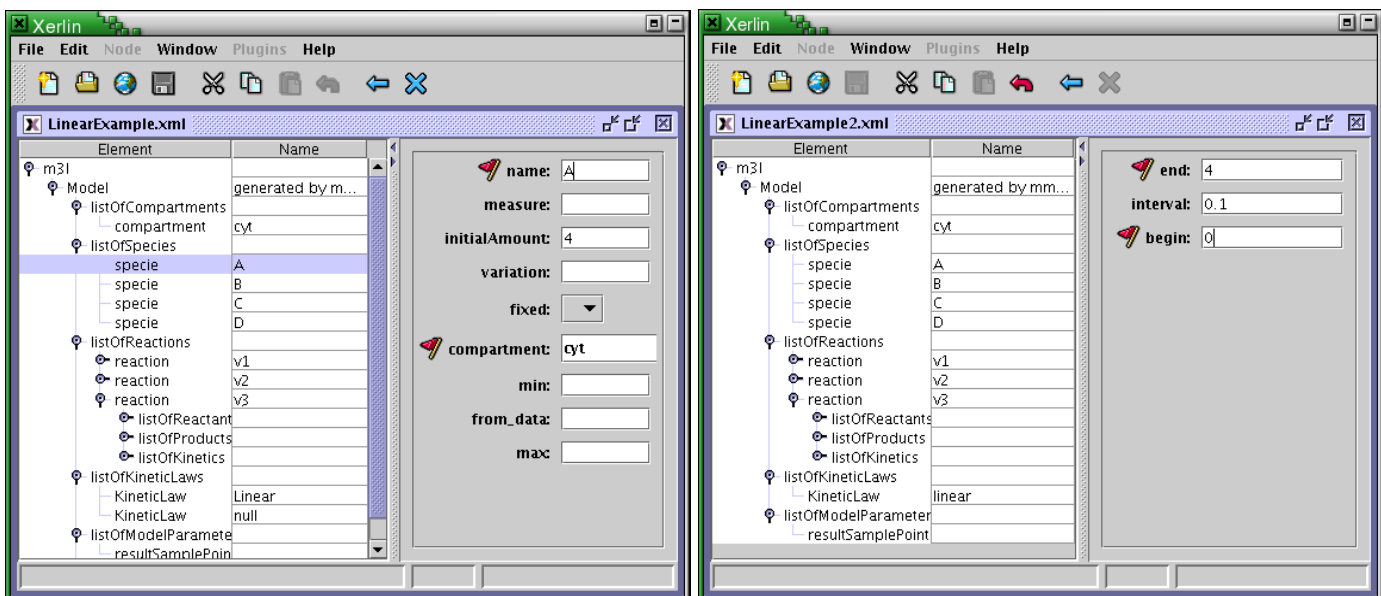 Xerlin
File Edit Node Window Plugins Help
LinearExample.xml
Element Name
m3l
Model generated by m...
listOfCompartments
compartment cyt
listOfSpecies
specie A
specie B
specie C
specie D
listOfReactions
reaction v1
reaction v2
reaction v3
listOfReactant
listOfProducts
listOfKinetics
listOfKineticLaws
KineticLaw Linear
KineticLaw null
listOfModelParamete
resultSamplePoin
name: A
measure:
initialAmount: 4
variation:
fixed:
compartment: cyt
min:
from_data:
max:
Xerlin
File Edit Node Window Plugins Help
LinearExample2.xml
Element Name
m3l
Model generated by mm...
listOfCompartments
compartment cyt
listOfSpecies
specie A
specie B
specie C
specie D
listOfReactions
reaction v1
reaction v2
reaction v3
listOfReactants
listOfProducts
listOfKinetics
listOfKineticLaws
KineticLaw linear
listOfModelParameter
resultSamplePoint
end: 4
interval: 0.1
begin: 0